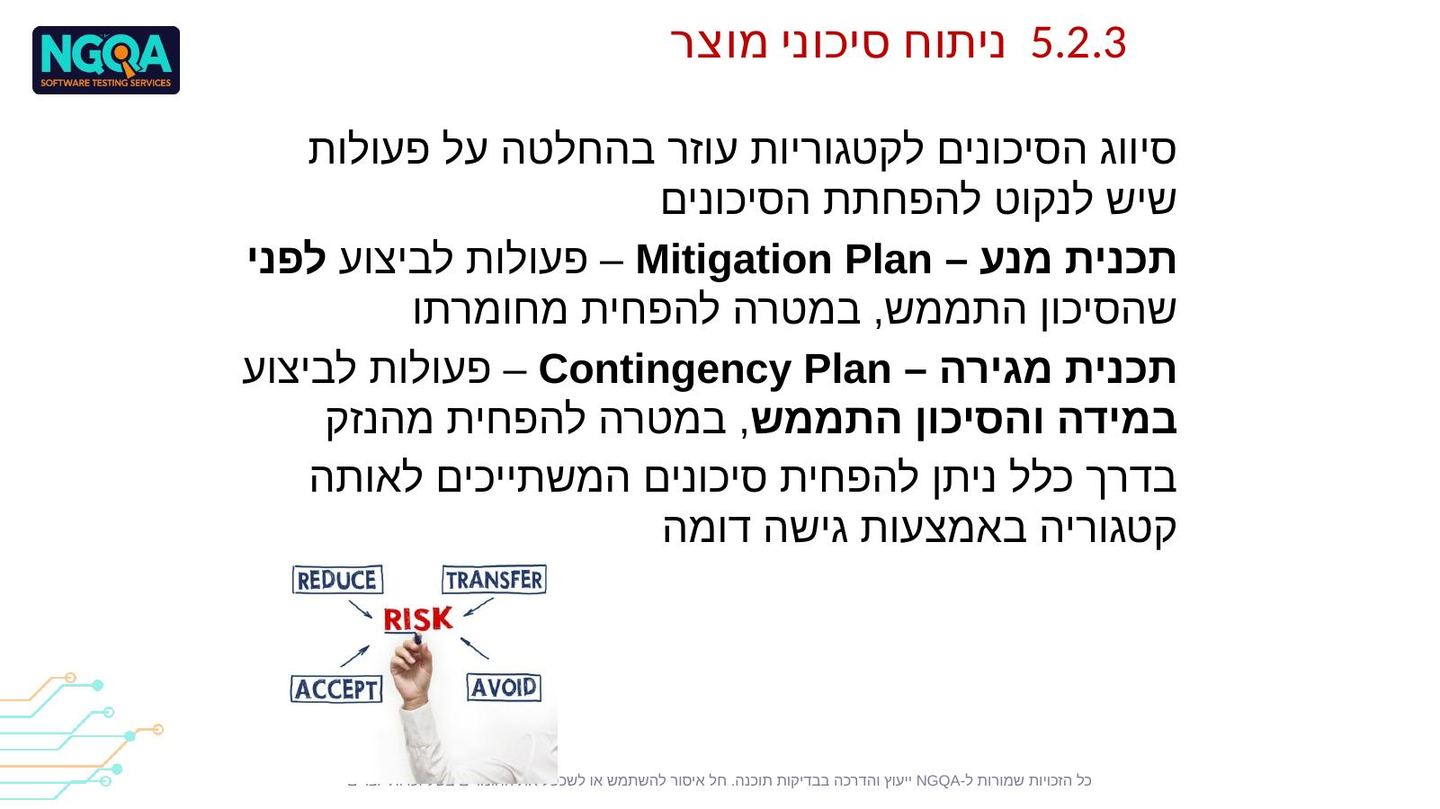 NGQA
SOFTWARE TESTING SERVICES
5.2.3 ניתוח סיכוני מוצר
סיווג הסיכונים לקטגוריות עוזר בהחלטה על פעולות
שיש לנקוט להפחתת הסיכונים
תכנית מנע – Mitigation Plan – פעולות לביצוע לפני
שהסיכון התממש, במטרה להפחית מחומרתו
תכנית מגירה – Contingency Plan – פעולות לביצוע
במידה והסיכון התממש, במטרה להפחית מהנזק
בדרך כלל ניתן להפחית סיכונים המשתייכים לאותה
קטגוריה באמצעות גישה דומה
REDUCE TRANSFER
RISK
ACCEPT AVOID
כל הזכויות שמורות ל-NGQA ייעוץ והדרכה בבדיקות תוכנה. חל איסור להשתמש או